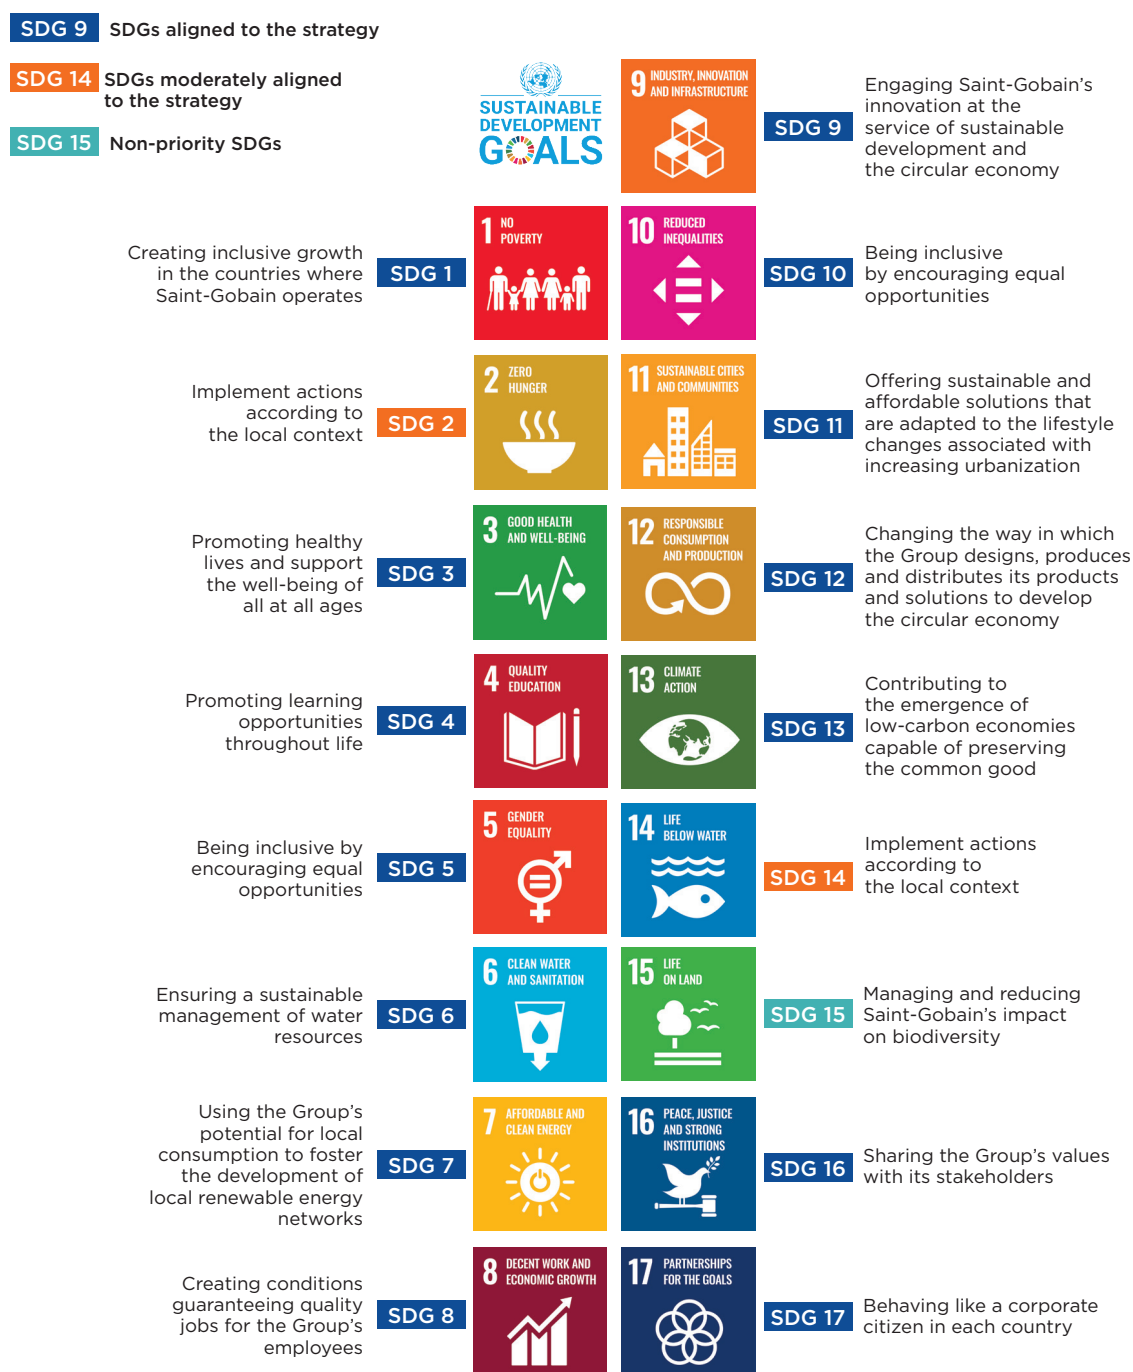 SDG 9 SDGs aligned to the strategy
SDG 14 SDGs moderately aligned
to the strategy
SDG 15 Non-priority SDGs
SUSTAINABLE
DEVELOPMENT
GOALS
9 INDUSTRY, INNOVATION
AND INFRASTRUCTURE
SDG 9
Engaging Saint-Gobain’s
innovation at the
service of sustainable
development and
the circular economy
Creating inclusive growth
in the countries where
Saint-Gobain operates
SDG 1
1 NO
POVERTY
10 REDUCED
INEQUALITIES
SDG 10
Being inclusive
by encouraging equal
opportunities
Implement actions
according to
the local context
SDG 2
2 ZERO
HUNGER
11 SUSTAINABLE CITIES
AND COMMUNITIES
SDG 11
Offering sustainable and
affordable solutions that
are adapted to the lifestyle
changes associated with
increasing urbanization
Promoting healthy
lives and support
the well-being of
all at all ages
SDG 3
3 GOOD HEALTH
AND WELL-BEING
12 RESPONSIBLE
CONSUMPTION
AND PRODUCTION
SDG 12
Changing the way in which
the Group designs, produces
and distributes its products
and solutions to develop
the circular economy
Promoting learning
opportunities
throughout life
SDG 4
4 QUALITY
EDUCATION
13 CLIMATE
ACTION
SDG 13
Contributing to
the emergence of
low-carbon economies
capable of preserving
the common good
Being inclusive by
encouraging equal
opportunities
SDG 5
5 GENDER
EQUALITY
14 LIFE
BELOW WATER
SDG 14
Implement actions
according to
the local context
Ensuring a sustainable
management of water
resources
SDG 6
6 CLEAN WATER
AND SANITATION
15 LIFE
ON LAND
SDG 15
Managing and reducing
Saint-Gobain’s impact
on biodiversity
Using the Group’s
potential for local
consumption to foster
the development of
local renewable energy
networks
SDG 7
7 AFFORDABLE AND
CLEAN ENERGY
16 PEACE, JUSTICE
AND STRONG
INSTITUTIONS
SDG 16
Sharing the Group’s values
with its stakeholders
Creating conditions
guaranteeing quality
jobs for the Group’s
employees
SDG 8
8 DECENT WORK AND
ECONOMIC GROWTH
17 PARTNERSHIPS
FOR THE GOALS
SDG 17
Behaving like a corporate
citizen in each country